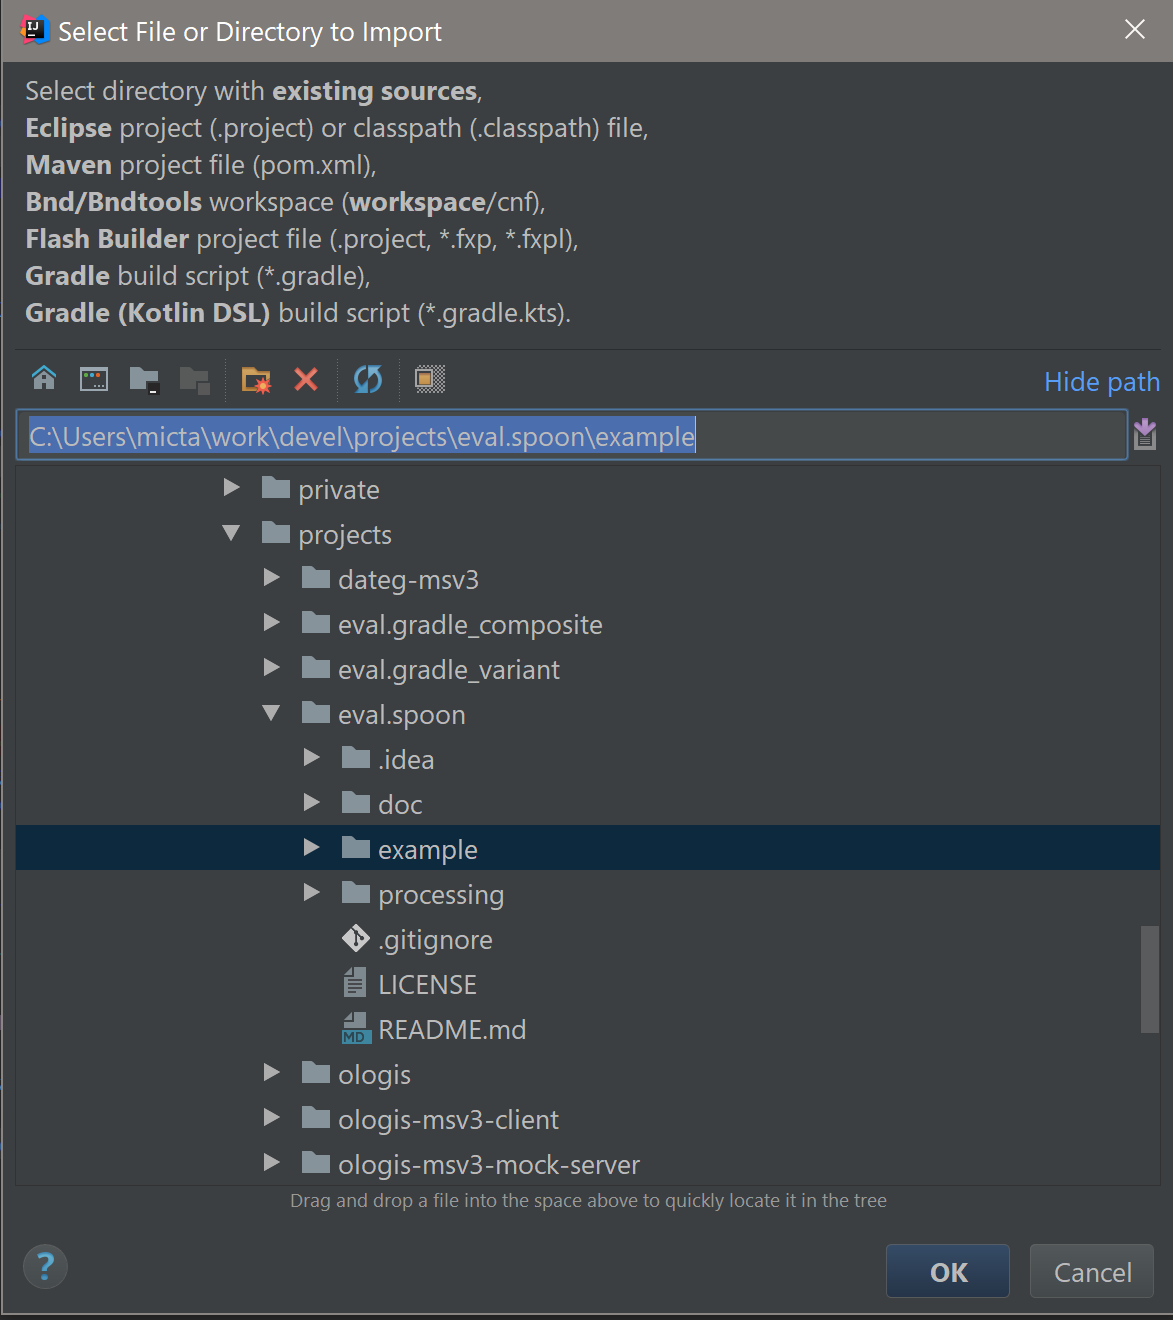 Select File or Directory to Import
Select directory with existing sources,
Eclipse project (.project) or classpath (.classpath) file,
Maven project file (pom.xml),
Bnd/Bndtools workspace (workspace/cnf),
Flash Builder project file (.project, *.fxp, *.fxpl),
Gradle build script (*.gradle),
Gradle (Kotlin DSL) build script (*.gradle.kts).
Hide path
C:\Users\micta\work\devel\projects\eval.spoon\example
private
projects
dateg-msv3
eval.gradle_composite
eval.gradle_variant
eval.spoon
.idea
doc
example
processing
.gitignore
LICENSE
MD README.md
ologis
ologis-msv3-client
ologis-msv3-mock-server
Drag and drop a file into the space above to quickly locate it in the tree
? OK Cancel